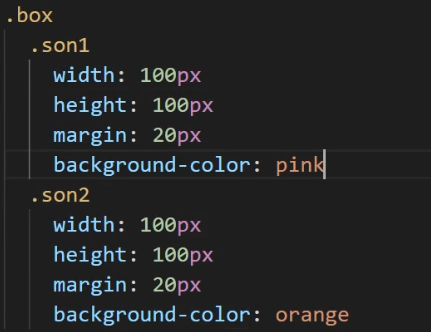 .box
.son1
width: 100px
height: 100px
margin: 20px
background-color: pink
.son2
width: 100px
height: 100px
margin: 20px
background-color: orange